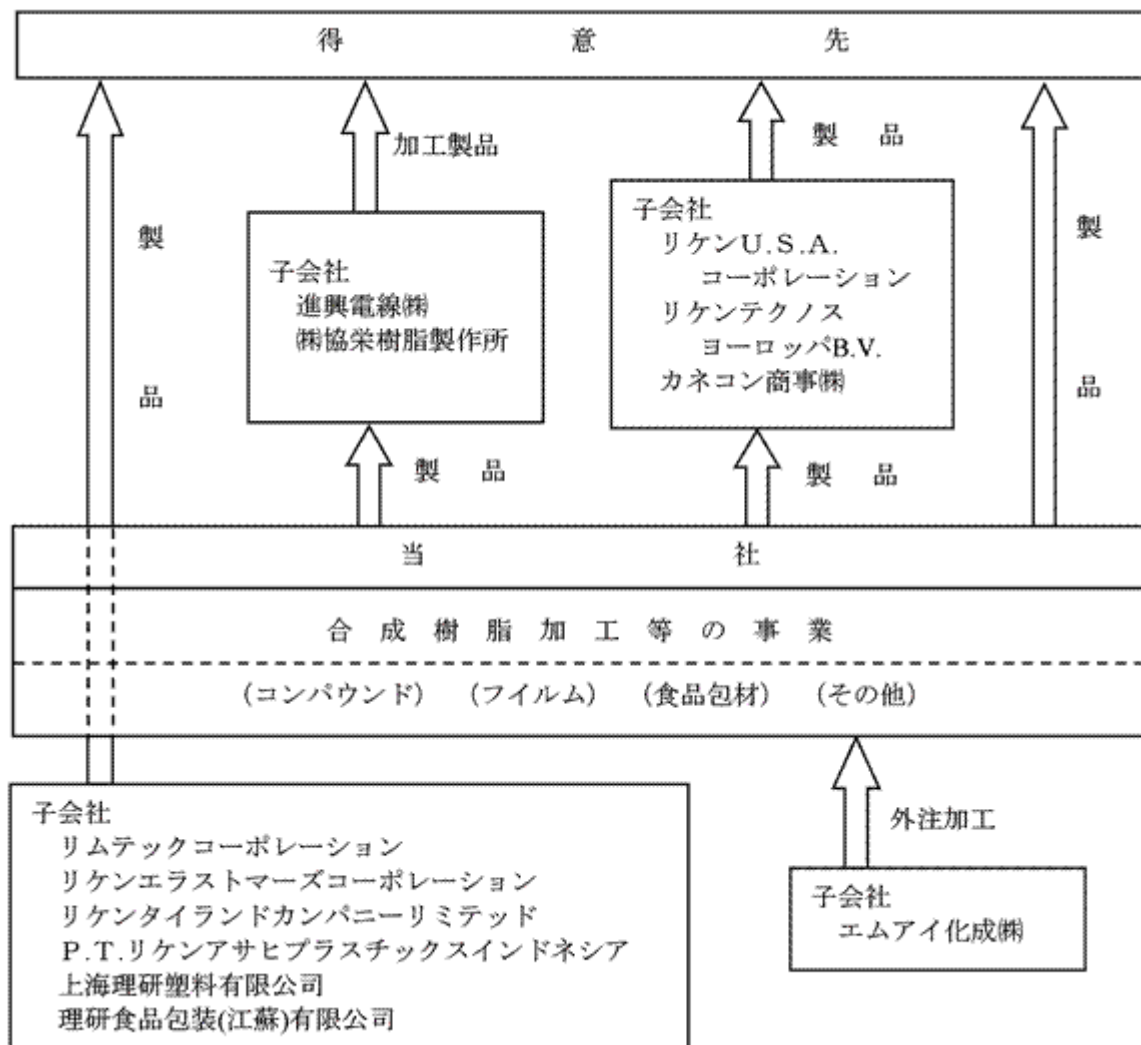 得意先
加工製品
製品
製品
製品
子会社
進興電線㈱
㈱協栄樹脂製作所
子会社
リケンU.S.A.
コーポレーション
リケンテクノス
ヨーロッパB.V.
カネコン商事㈱
製品
製品
当社
合成樹脂加工等の事業
(コンパウンド) (フイルム) (食品包材) (その他)
子会社
リムテックコーポレーション
リケンエラストマーズコーポレーション
リケンタイランドカンパニーリミテッド
P.T.リケンアサヒプラスチックスインドネシア
上海理研塑料有限公司
理研食品包装(江蘇)有限公司
外注加工
子会社
エムアイ化成㈱